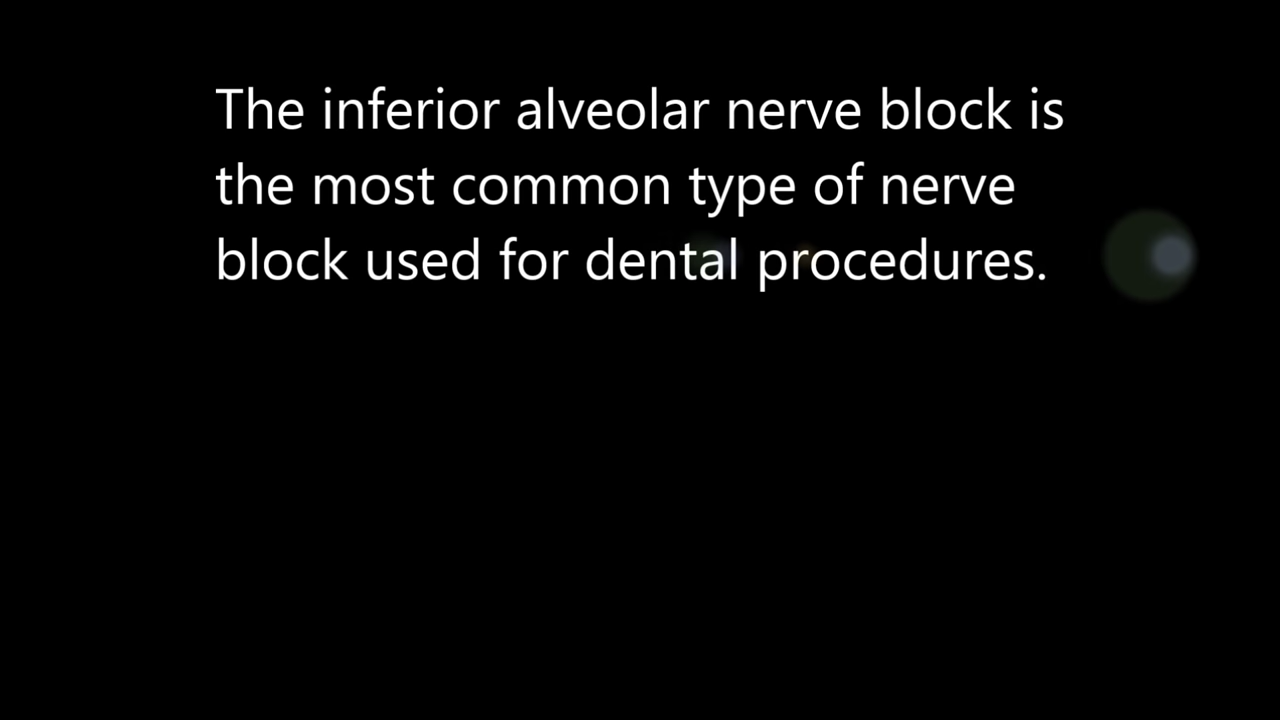 The inferior alveolar nerve block is
the most common type of nerve
block used for dental procedures.